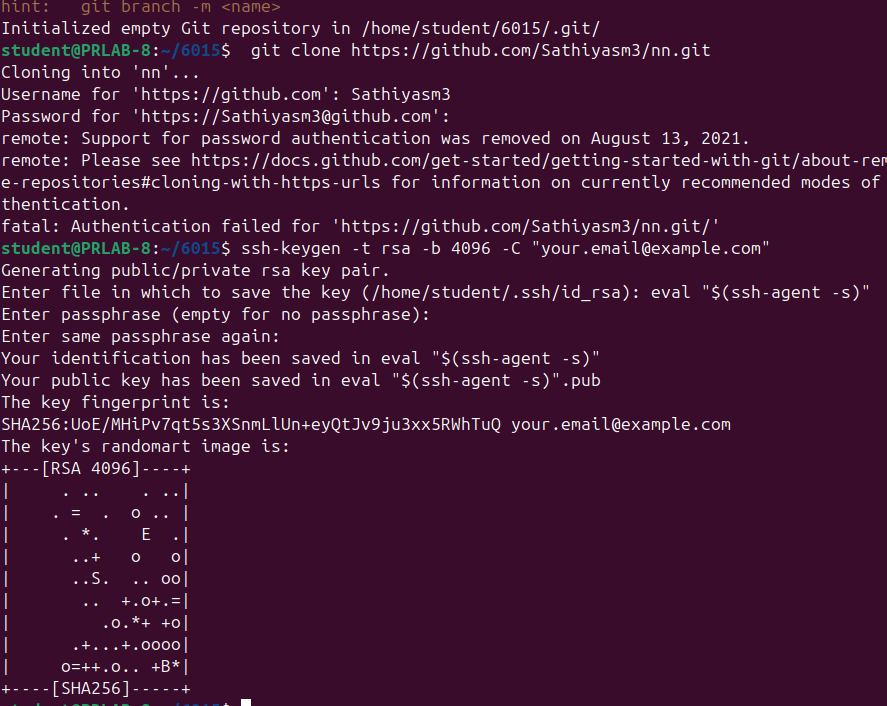 hint:   git branch -m <name>
Initialized empty Git repository in /home/student/6015/.git/
student@PRLAB-8:~/6015$  git clone https://github.com/Sathiyasm3/nn.git
Cloning into 'nn'...
Username for 'https://github.com': Sathiyasm3
Password for 'https://Sathiyasm3@github.com':
remote: Support for password authentication was removed on August 13, 2021.
remote: Please see https://docs.github.com/get-started/getting-started-with-git/about-rem
e-repositories#cloning-with-https-urls for information on currently recommended modes of
thentication.
fatal: Authentication failed for 'https://github.com/Sathiyasm3/nn.git/'
student@PRLAB-8:~/6015$ ssh-keygen -t rsa -b 4096 -C "your.email@example.com"
Generating public/private rsa key pair.
Enter file in which to save the key (/home/student/.ssh/id_rsa): eval "$(ssh-agent -s)"
Enter passphrase (empty for no passphrase):
Enter same passphrase again:
Your identification has been saved in eval "$(ssh-agent -s)"
Your public key has been saved in eval "$(ssh-agent -s)".pub
The key fingerprint is:
SHA256:UoE/MHiPv7qt5s3XSnmLlUn+eyQtJv9ju3xx5RWhTuQ your.email@example.com
The key's randomart image is:
+---[RSA 4096]----+
|     . ..    . ..|
|    . =  .  o .. |
|     . *.    E  .|
|      ..+   o   o|
|      ..S.  .. oo|
|       ..  +.o+.=|
|         .o.*+ +o|
|      .+...+.oooo|
|     o=++.o.. +B*|
+----[SHA256]-----+
student@PRLAB-8:~/6015$